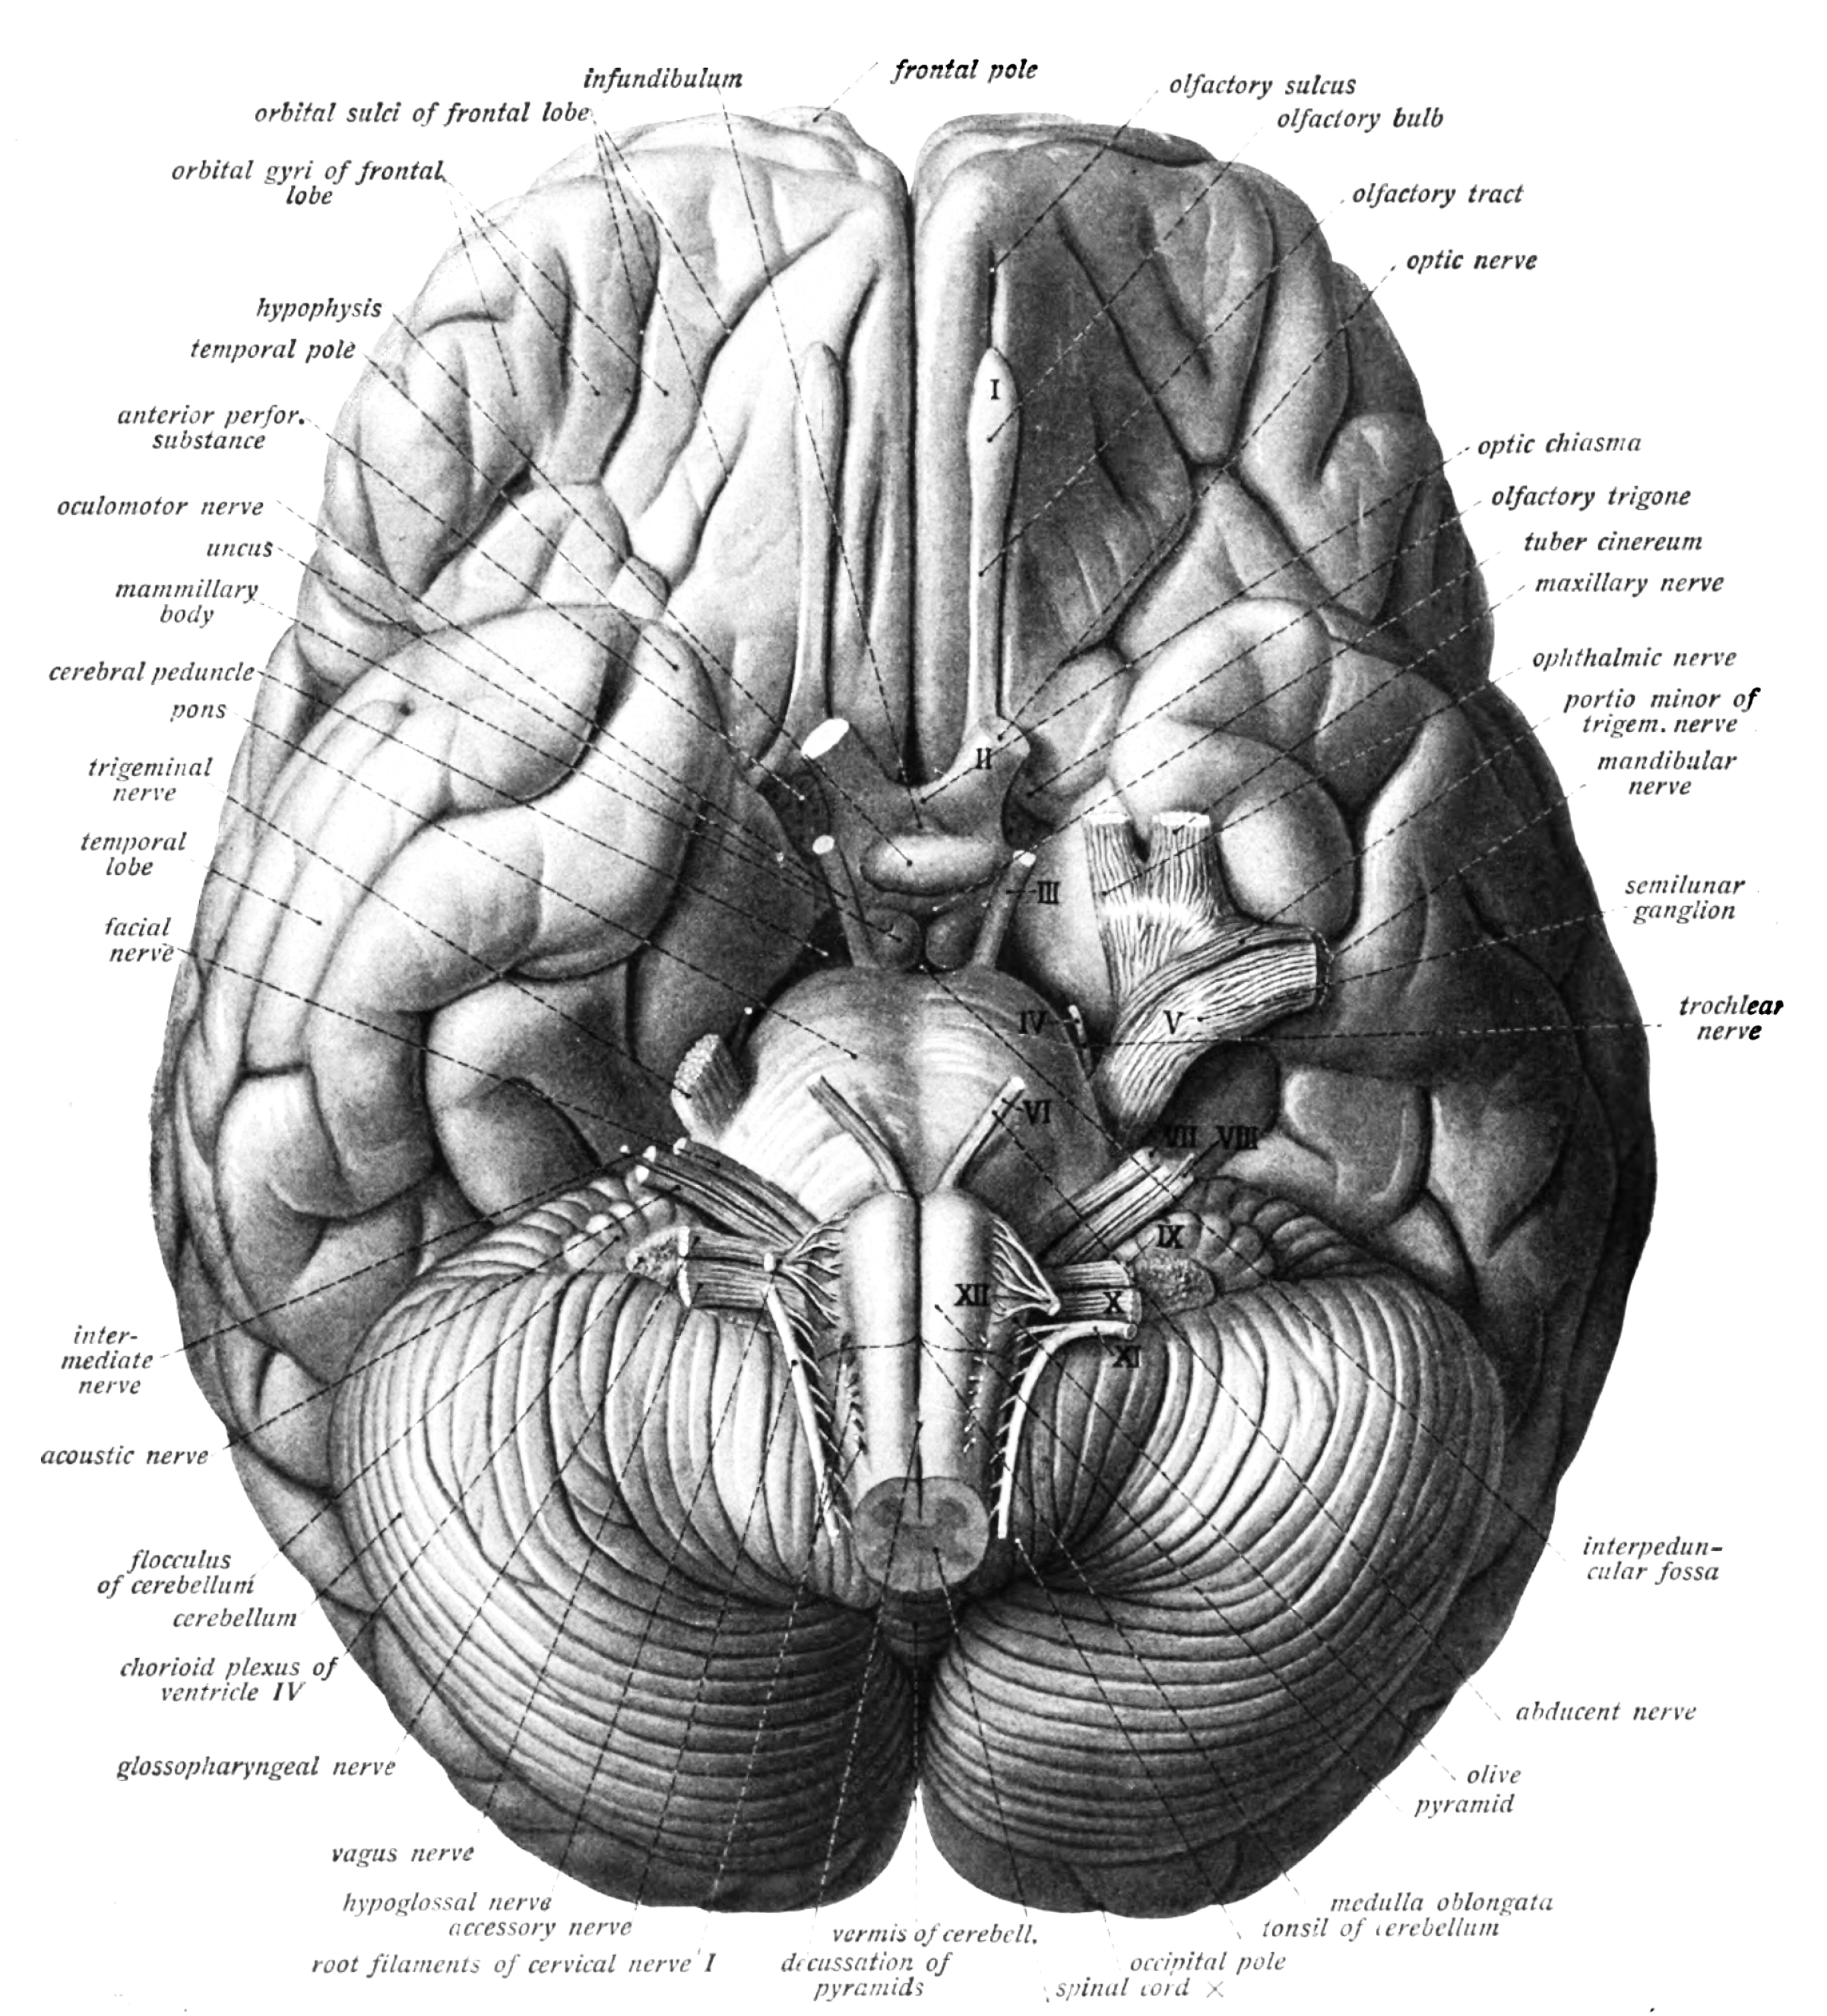 infundibulum
frontal pole
olfactory sulcus
orbital sulci of frontal lobe
olfactory bulb
orbital gyri of frontal
lobe
olfactory tract
optic nerve
hypophysis
temporal pole
anterior perfor.
substance
optic chiasma
olfactory trigone
oculomotor nerve
tuber cinereum
uncus
maxillary nerve
mammillary
body
ophthalmic nerve
cerebral peduncle
portio minor of
trigem. nerve
pons
mandibular
nerve
trigeminal
nerve
temporal
lobe
semilunar
ganglion
facial
nerve
trochlear
nerve
I
II
III
IV
V
VI
VII
VIII
IX
XII
X
XI
inter-
mediate
nerve
acoustic nerve
flocculus
of cerebellum
interpedun-
cular fossa
cerebellum
chorioid plexus of
ventricle IV
abducent nerve
glossopharyngeal nerve
olive
pyramid
vagus nerve
hypoglossal nerve
medulla oblongata
accessory nerve
vermis of cerebell.
tonsil of cerebellum
root filaments of cervical nerve I
decussation of
pyramids
occipital pole
spinal cord ×